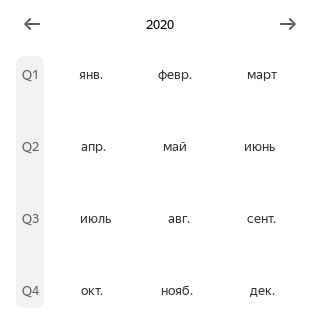 2020
Q1 янв. февр. март
Q2 апр. май июнь
Q3 июль авг. сент.
Q4 окт. нояб. дек.